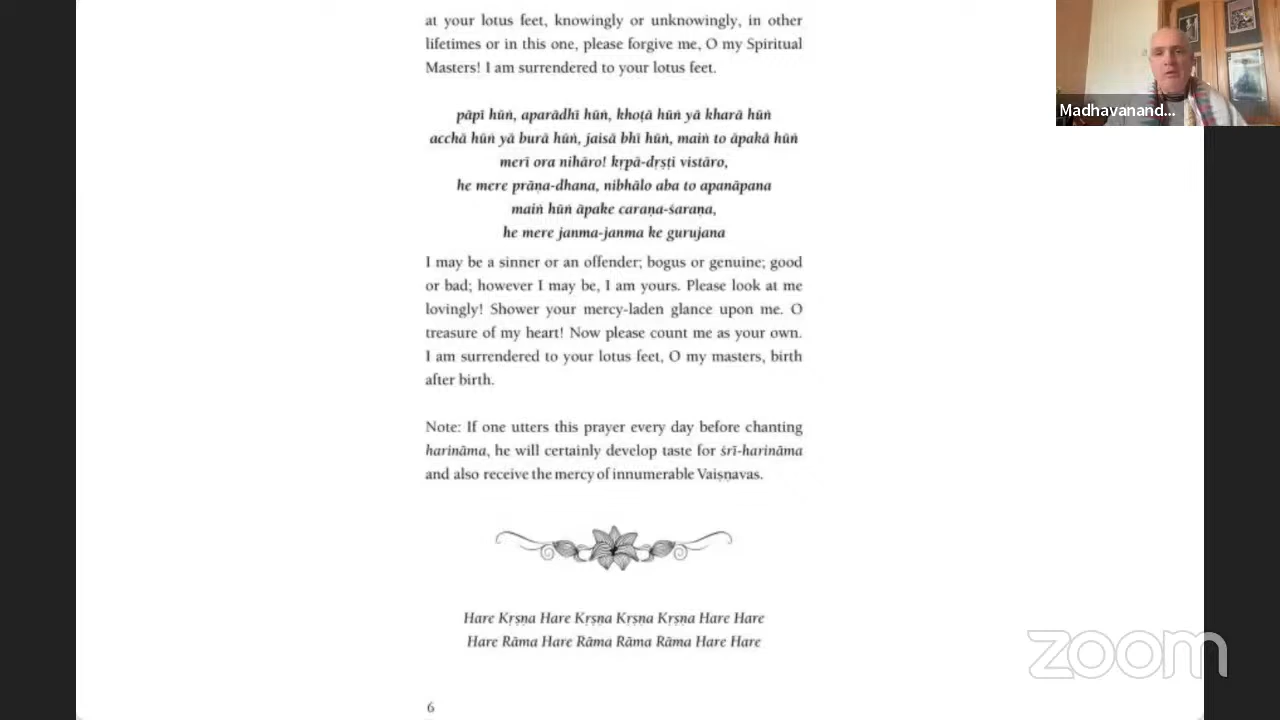 at your lotus feet, knowingly or unknowingly, in other
lifetimes or in this one, please forgive me, O my Spiritual
Masters! I am surrendered to your lotus feet.
pāpī hūṅ, aparādhī hūṅ, khoṭā hūṅ yā kharā hūṅ
acchā hūṅ yā burā hūṅ, jaisā bhī hūṅ, maiṅ to āpakā hūṅ
merī ora nihāro! kṛpā-dṛṣṭi vistāro,
he mere prāṇa-dhana, nibhālo aba to apanāpana
maiṅ hūṅ āpake caraṇa-śaraṇa,
he mere janma-janma ke gurujana
I may be a sinner or an offender; bogus or genuine; good
or bad; however I may be, I am yours. Please look at me
lovingly! Shower your mercy-laden glance upon me. O
treasure of my heart! Now please count me as your own.
I am surrendered to your lotus feet, O my masters, birth
after birth.
Note: If one utters this prayer every day before chanting
harināma, he will certainly develop taste for śrī-harināma
and also receive the mercy of innumerable Vaiṣṇavas.
Hare Kṛṣṇa Hare Kṛṣṇa Kṛṣṇa Kṛṣṇa Hare Hare
Hare Rāma Hare Rāma Rāma Rāma Hare Hare
6
Madhavanand...
zoom